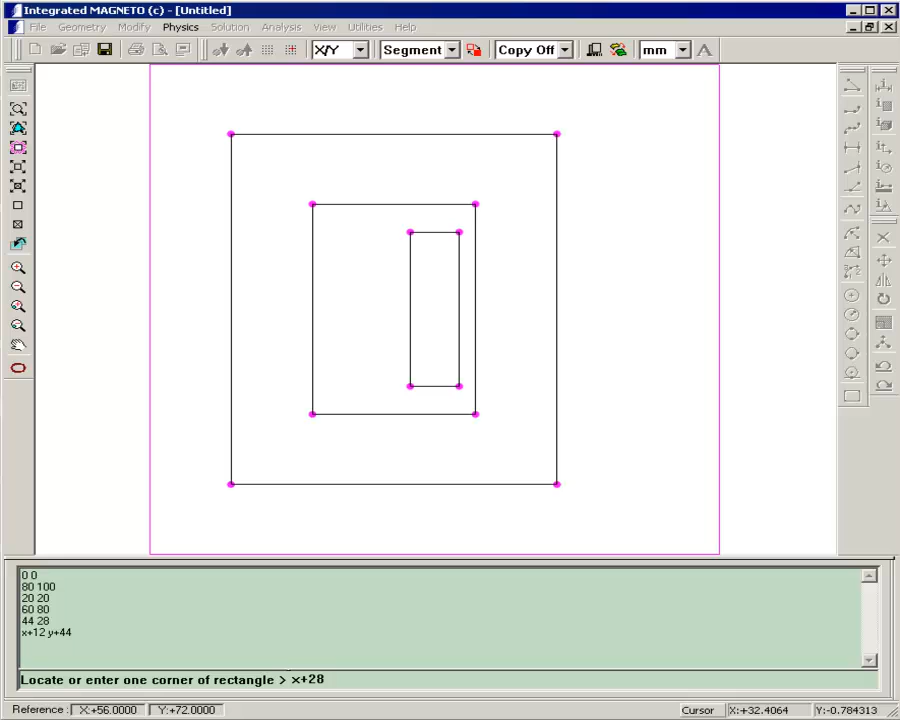 Integrated MAGNETO (c) - [Untitled]
File Geometry Modify Physics Solution Analysis View Utilities Help
X/Y Segment Copy Off mm A
0 0
80 100
20 20
60 80
44 28
x+12 y+44
Locate or enter one corner of rectangle > x+28
Reference : X:+56.0000 Y:+72.0000 Cursor X:+32.4064 Y:-0.784313